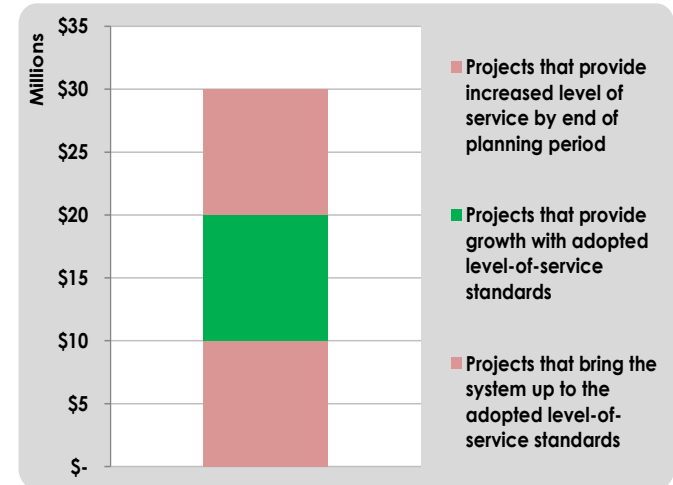 Millions
$35
$30
$25
$20
$15
$10
$5
$-
Projects that provide
increased level of
service by end of
planning period
Projects that provide
growth with adopted
level-of-service
standards
Projects that bring the
system up to the
adopted level-of-
service standards